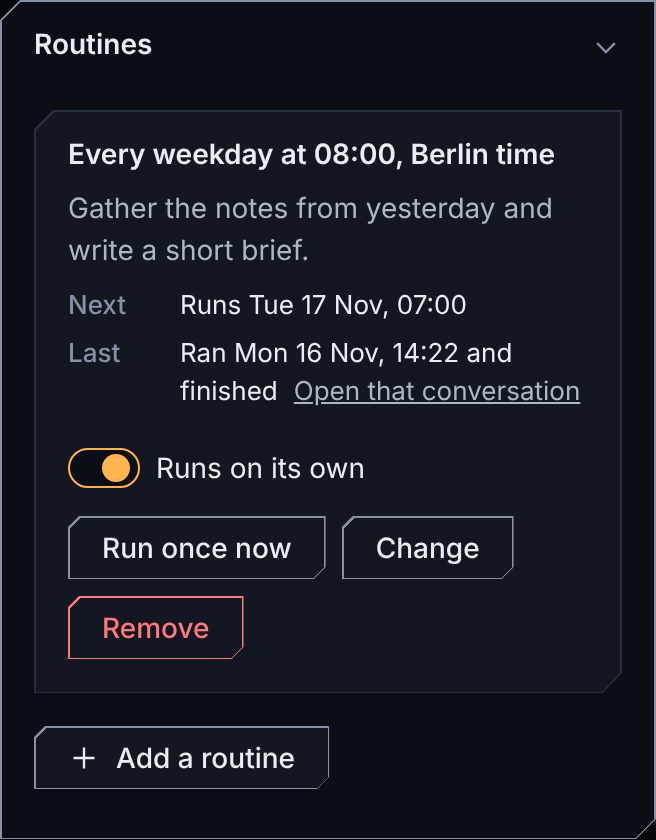 Routines
Every weekday at 08:00, Berlin time
Gather the notes from yesterday and
write a short brief.
Next Runs Tue 17 Nov, 07:00
Last Ran Mon 16 Nov, 14:22 and
finished Open that conversation
Runs on its own
Run once now Change
Remove
+ Add a routine